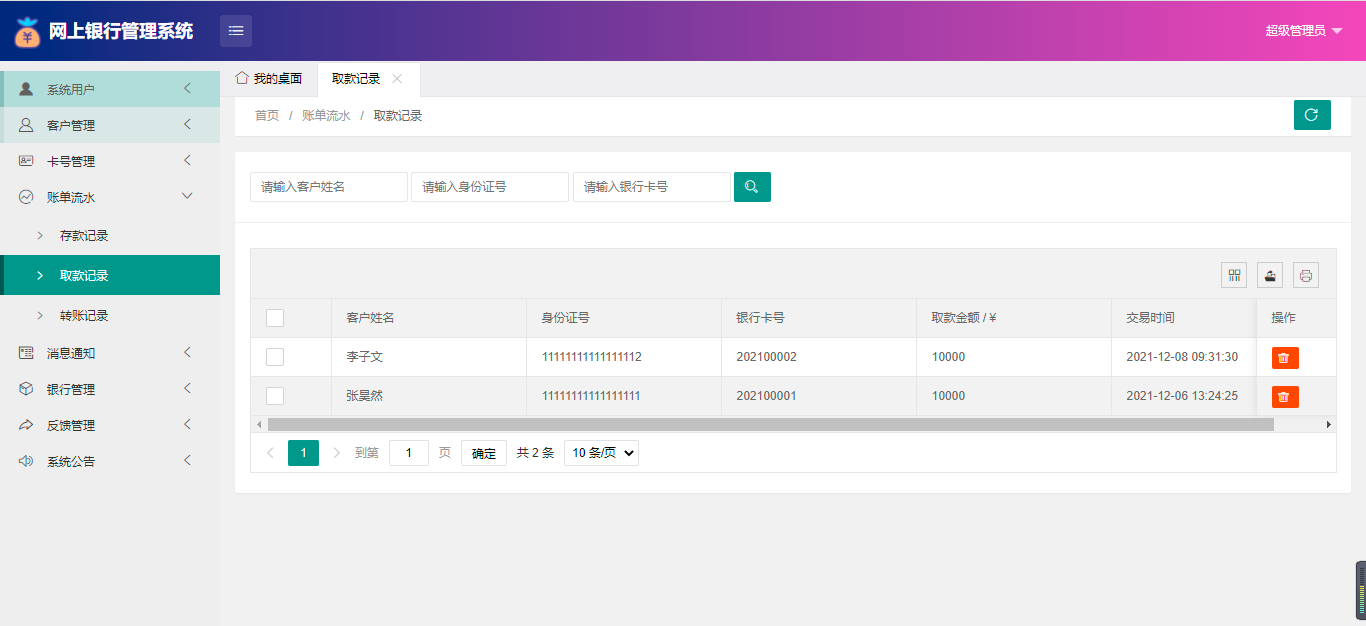 网上银行管理系统
超级管理员
系统用户
客户管理
卡号管理
账单流水
存款记录
取款记录
转账记录
消息通知
银行管理
反馈管理
系统公告
我的桌面 取款记录
首页 / 账单流水 / 取款记录
请输入客户姓名 请输入身份证号 请输入银行卡号
客户姓名 身份证号 银行卡号 取款金额 / ¥ 交易时间 操作
李子文 11111111111111112 202100002 10000 2021-12-08 09:31:30
张昊然 11111111111111111 202100001 10000 2021-12-06 13:24:25
1 到第 1 页 确定 共 2 条 10 条/页